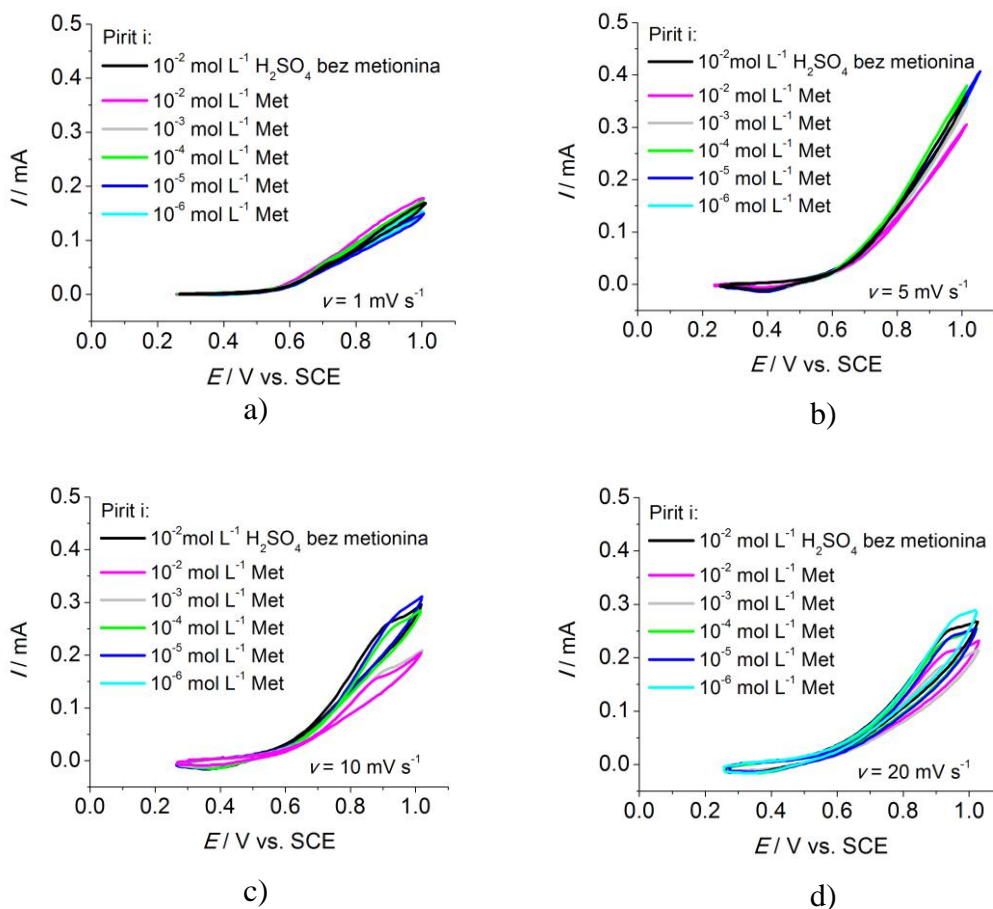 0.5
0.4
0.3
0.2
0.1
0.0
I / mA
Pirit i:
10⁻² mol L⁻¹ H₂SO₄ bez metionina
10⁻² mol L⁻¹ Met
10⁻³ mol L⁻¹ Met
10⁻⁴ mol L⁻¹ Met
10⁻⁵ mol L⁻¹ Met
10⁻⁶ mol L⁻¹ Met
ν = 1 mV s⁻¹
0.0 0.2 0.4 0.6 0.8 1.0
E / V vs. SCE
a)
0.5
0.4
0.3
0.2
0.1
0.0
I / mA
Pirit i:
10⁻²mol L⁻¹ H₂SO₄ bez metionina
10⁻² mol L⁻¹ Met
10⁻³ mol L⁻¹ Met
10⁻⁴ mol L⁻¹ Met
10⁻⁵ mol L⁻¹ Met
10⁻⁶ mol L⁻¹ Met
ν = 5 mV s⁻¹
0.0 0.2 0.4 0.6 0.8 1.0
E / V vs. SCE
b)
0.5
0.4
0.3
0.2
0.1
0.0
I / mA
Pirit i:
10⁻²mol L⁻¹ H₂SO₄ bez metionina
10⁻² mol L⁻¹ Met
10⁻³ mol L⁻¹ Met
10⁻⁴ mol L⁻¹ Met
10⁻⁵ mol L⁻¹ Met
10⁻⁶ mol L⁻¹ Met
ν = 10 mV s⁻¹
0.0 0.2 0.4 0.6 0.8 1.0
E / V vs. SCE
c)
0.5
0.4
0.3
0.2
0.1
0.0
I / mA
Pirit i:
10⁻² mol L⁻¹ H₂SO₄ bez metionina
10⁻² mol L⁻¹ Met
10⁻³ mol L⁻¹ Met
10⁻⁴ mol L⁻¹ Met
10⁻⁵ mol L⁻¹ Met
10⁻⁶ mol L⁻¹ Met
ν = 20 mV s⁻¹
0.0 0.2 0.4 0.6 0.8 1.0
E / V vs. SCE
d)